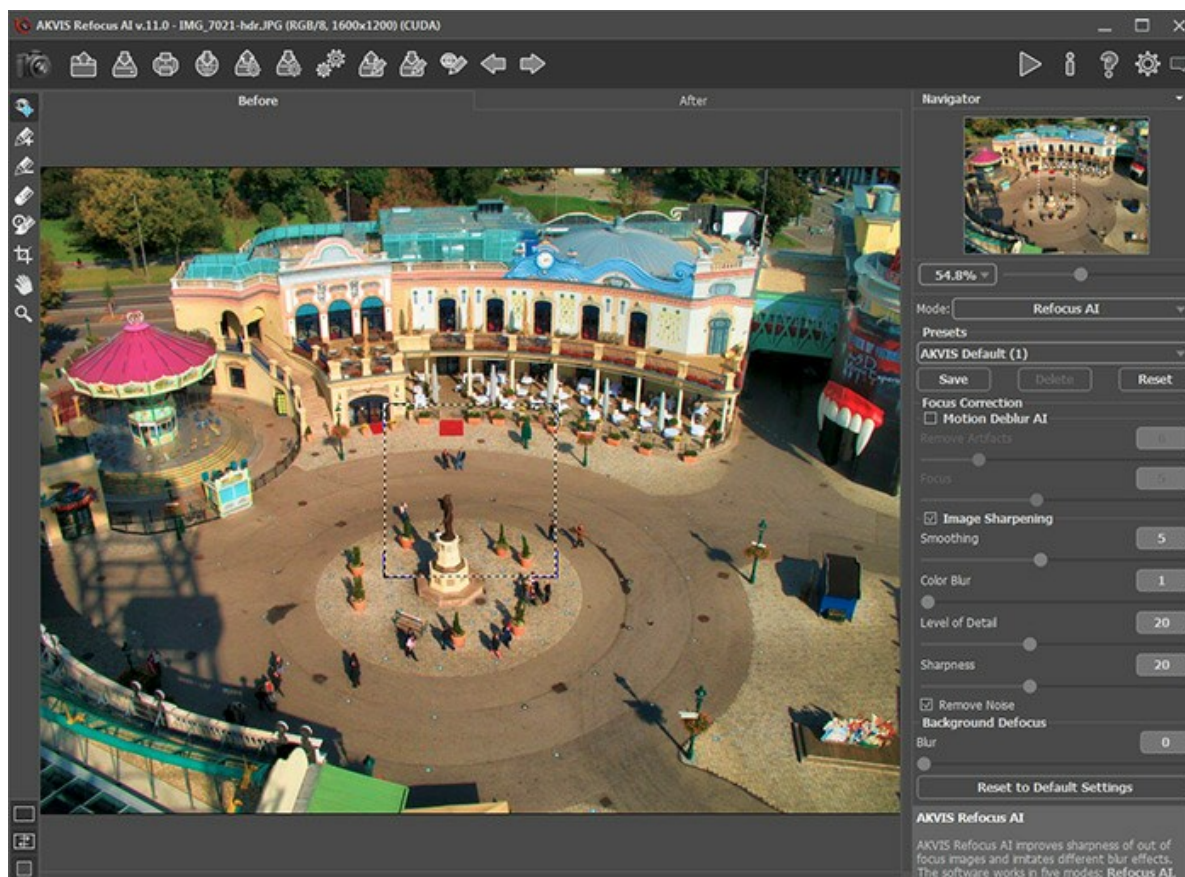 AKVIS Refocus AI v.11.0 - IMG_7021-hdr.JPG (RGB/8, 1600x1200) (CUDA)
Before
After
Navigator
54.8%
Mode:
Refocus AI
Presets
AKVIS Default (1)
Save
Delete
Reset
Focus Correction
Motion Deblur AI
Remove Artifacts
6
Focus
5
Image Sharpening
Smoothing
5
Color Blur
1
Level of Detail
20
Sharpness
20
Remove Noise
Background Defocus
Blur
0
Reset to Default Settings
AKVIS Refocus AI
AKVIS Refocus AI improves sharpness of out of
focus images and imitates different blur effects.
The software works in five modes: Refocus AI,